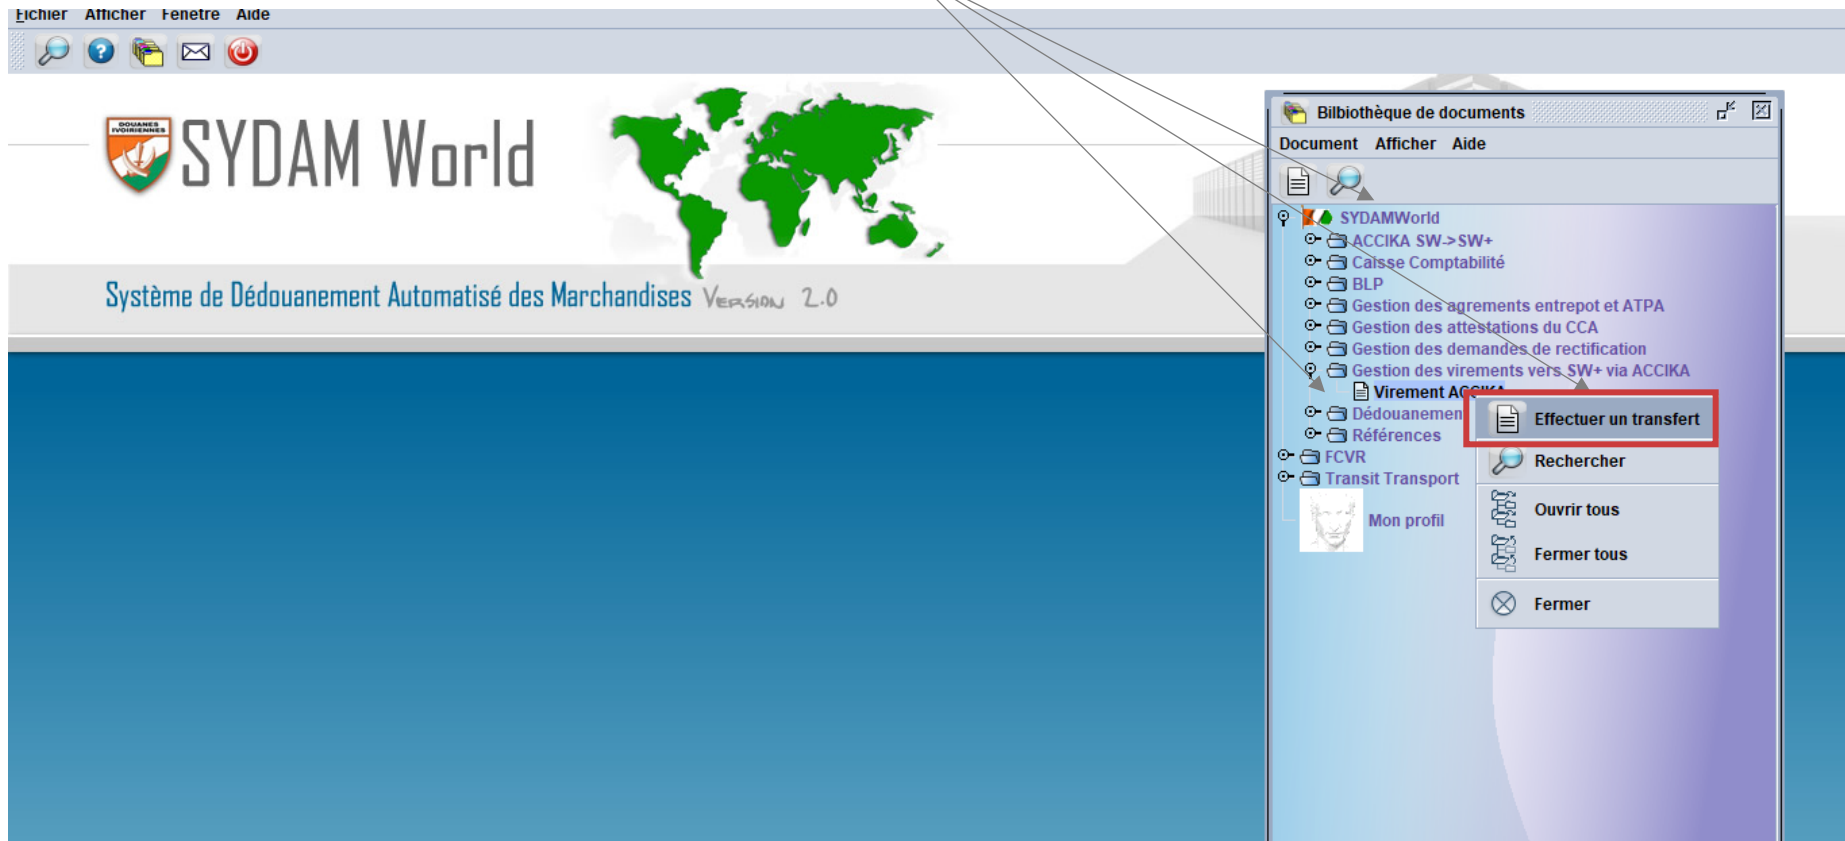 Fichier Afficher Fenetre Aide
DOUANES
IVOIRIENNES
SYDAM World
Système de Dédouanement Automatisé des Marchandises VERSION 2.0
Bilbiothèque de documents
Document Afficher Aide
SYDAMWorld
ACCIKA SW->SW+
Caisse Comptabilité
BLP
Gestion des agrements entrepot et ATPA
Gestion des attestations du CCA
Gestion des demandes de rectification
Gestion des virements vers SW+ via ACCIKA
Virement ACCIKA
Dédouanemen
Références
FCVR
Transit Transport
Mon profil
Effectuer un transfert
Rechercher
Ouvrir tous
Fermer tous
Fermer